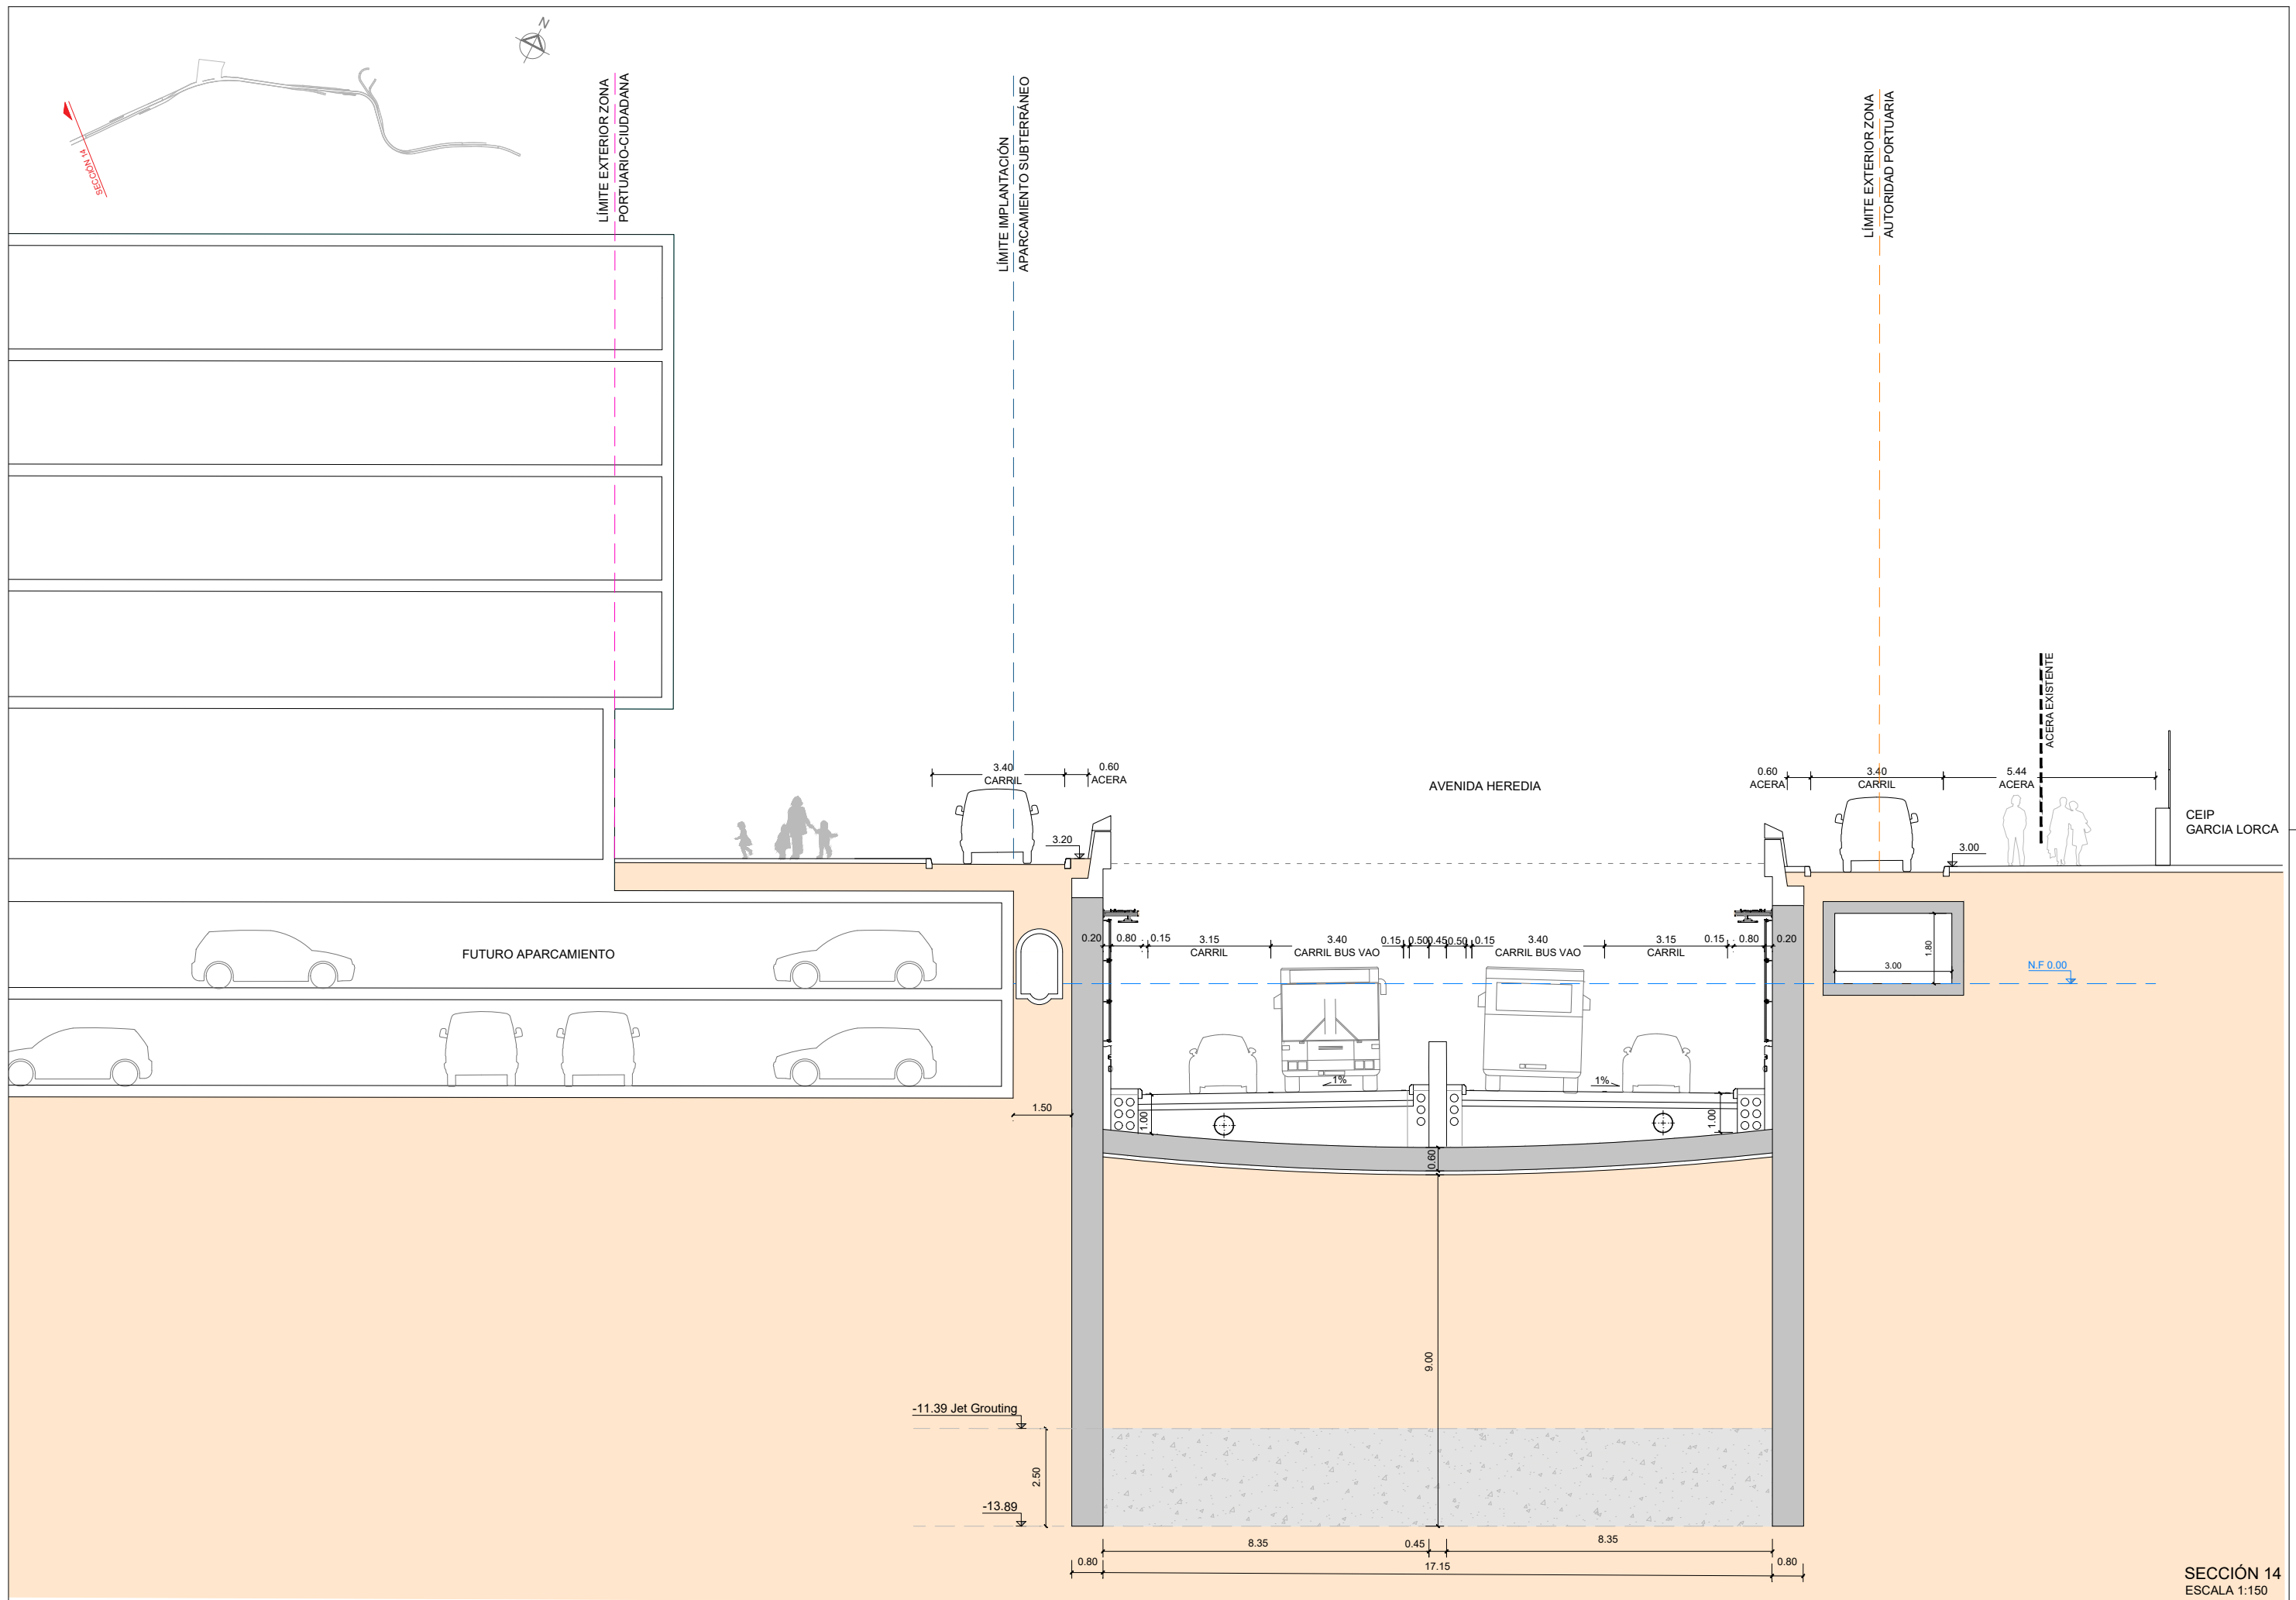 N
SECCIÓN 14
LÍMITE EXTERIOR ZONA
PORTUARIO-CIUDADANA
LÍMITE IMPLANTACIÓN
APARCAMIENTO SUBTERRÁNEO
LÍMITE EXTERIOR ZONA
AUTORIDAD PORTUARIA
ACERA EXISTENTE
3.40
CARRIL
0.60
ACERA
AVENIDA HEREDIA
0.60
ACERA
3.40
CARRIL
5.44
ACERA
CEIP
GARCIA LORCA
3.20
3.00
FUTURO APARCAMIENTO
0.20 0.80 0.15 3.15 3.40 0.15 0.50 0.45 0.50 0.15 3.40 3.15 0.15 0.80 0.20
CARRIL CARRIL BUS VAO CARRIL BUS VAO CARRIL
1.80
3.00
N.F 0.00
1% 1%
1.50
1.00
1.00
0.60
9.00
-11.39 Jet Grouting
2.50
-13.89
8.35 0.45 8.35
0.80 17.15 0.80
SECCIÓN 14
ESCALA 1:150